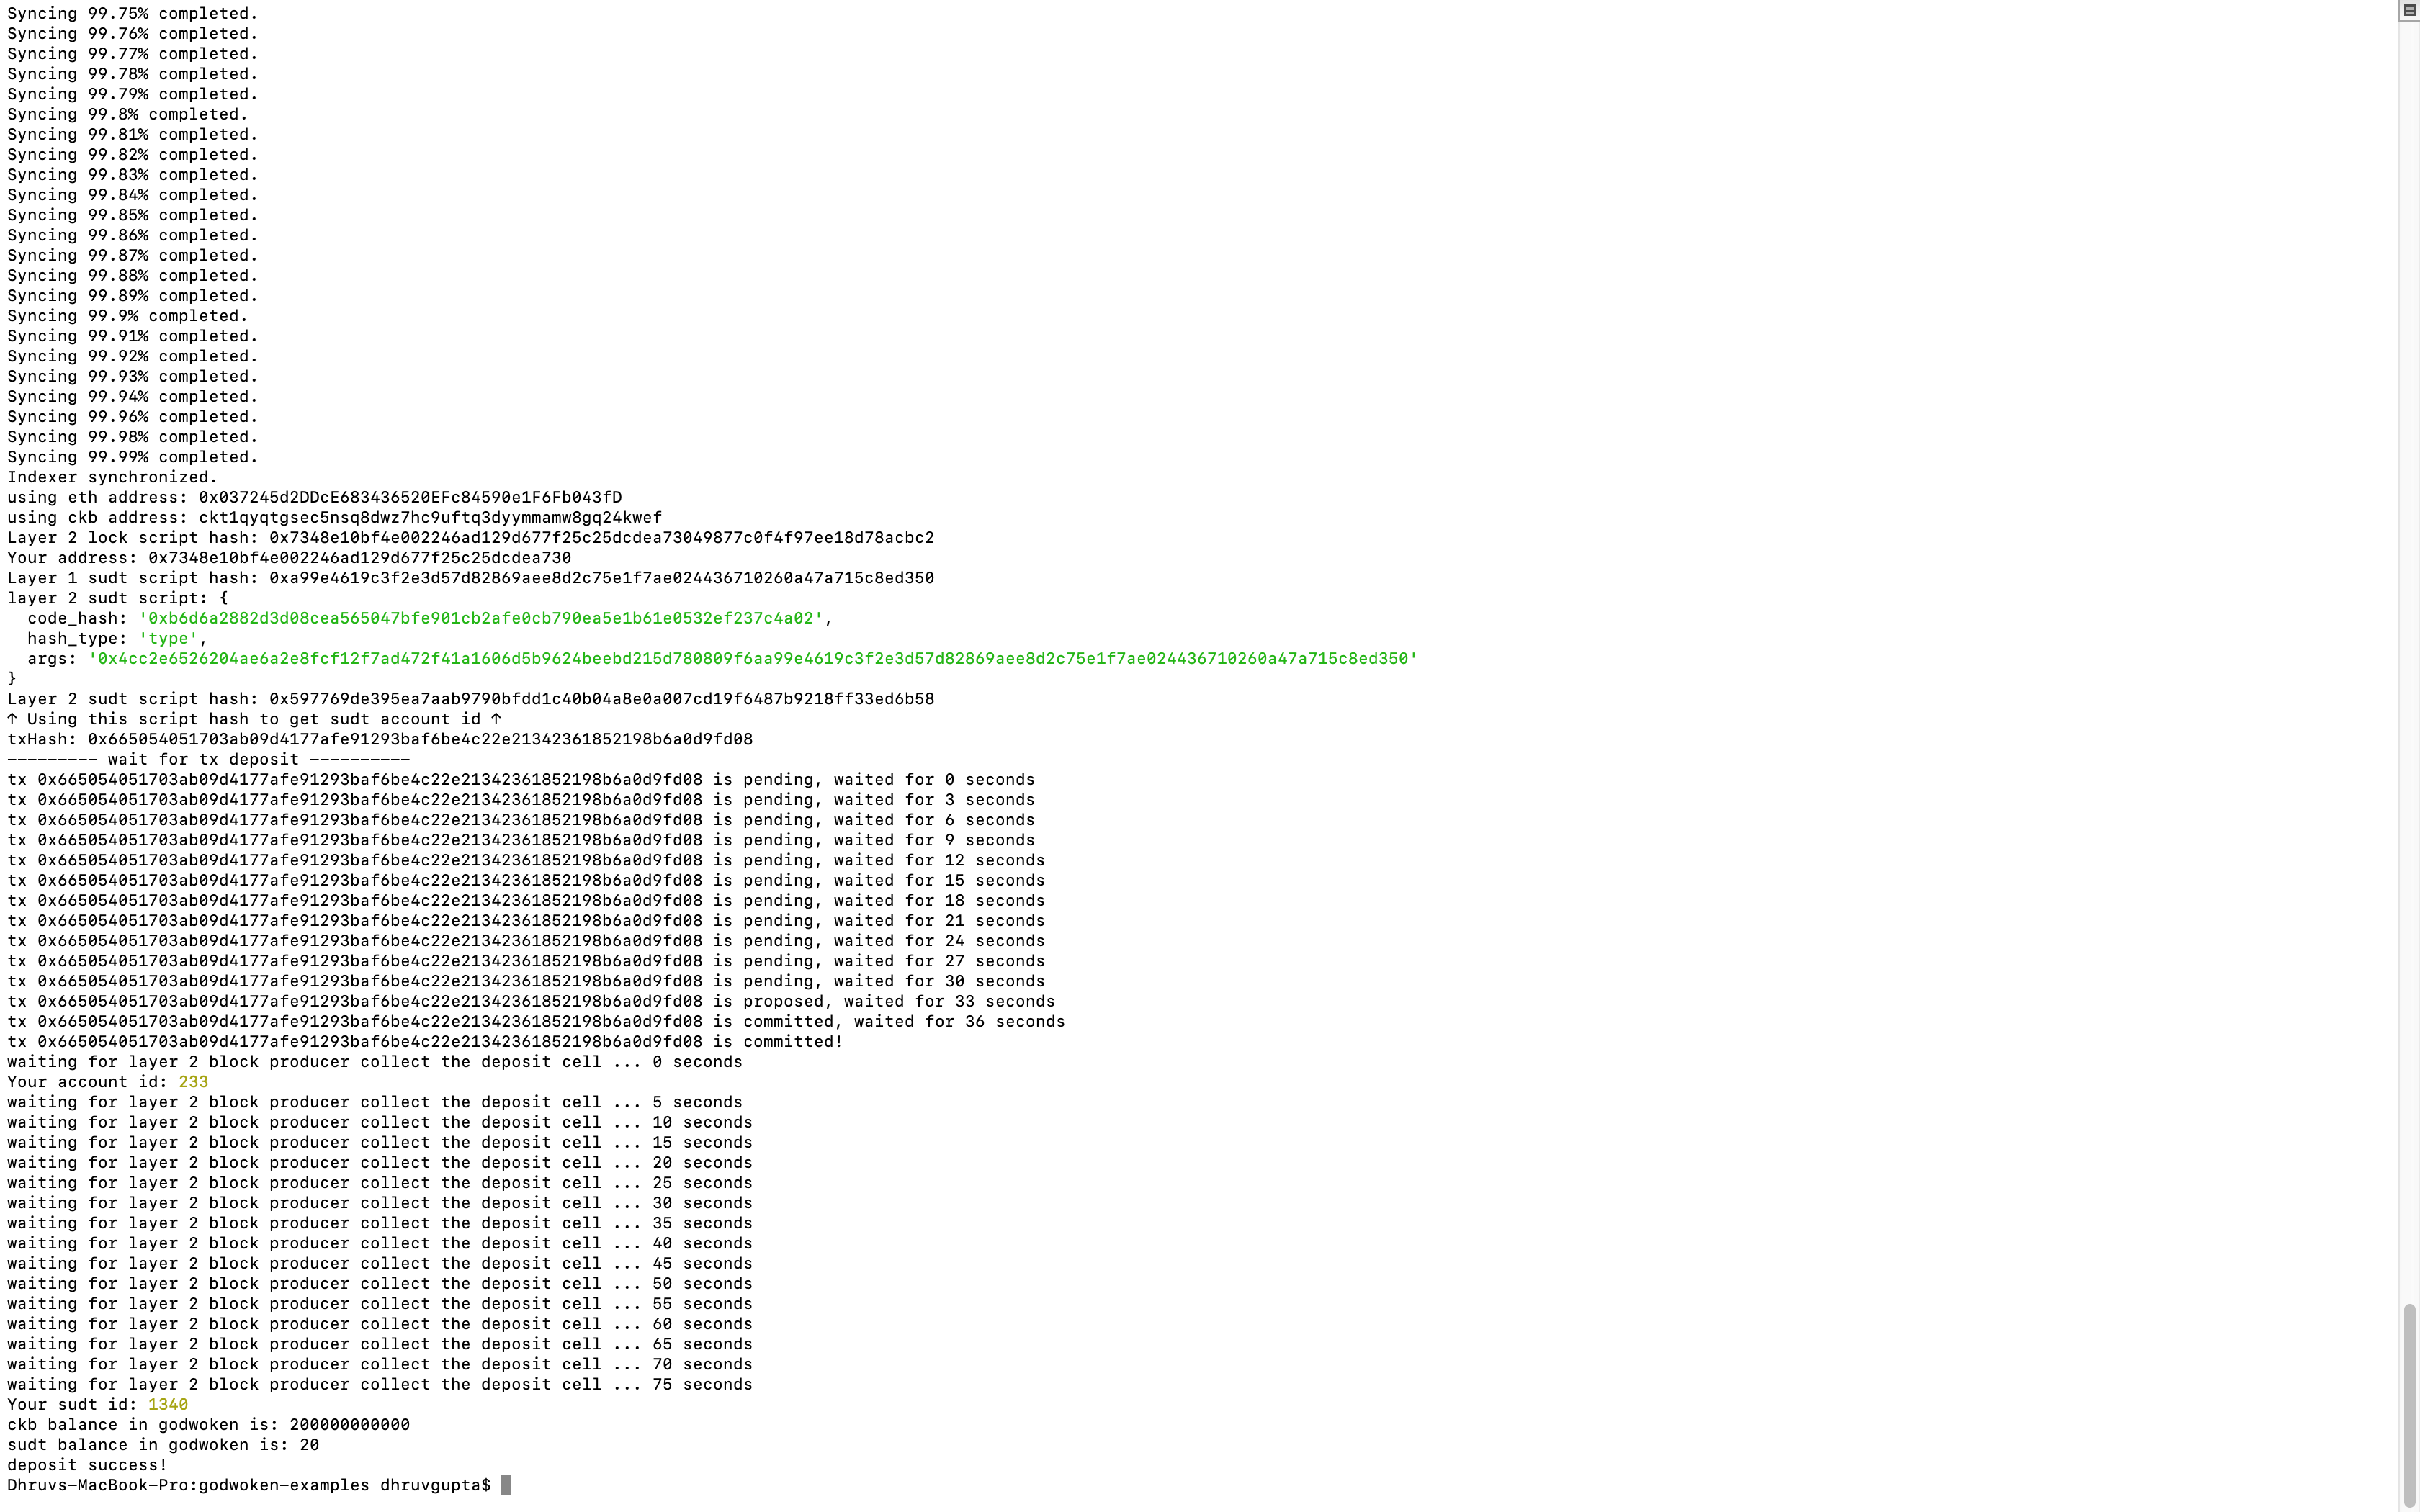 Syncing 99.75% completed.
Syncing 99.76% completed.
Syncing 99.77% completed.
Syncing 99.78% completed.
Syncing 99.79% completed.
Syncing 99.8% completed.
Syncing 99.81% completed.
Syncing 99.82% completed.
Syncing 99.83% completed.
Syncing 99.84% completed.
Syncing 99.85% completed.
Syncing 99.86% completed.
Syncing 99.87% completed.
Syncing 99.88% completed.
Syncing 99.89% completed.
Syncing 99.9% completed.
Syncing 99.91% completed.
Syncing 99.92% completed.
Syncing 99.93% completed.
Syncing 99.94% completed.
Syncing 99.96% completed.
Syncing 99.98% completed.
Syncing 99.99% completed.
Indexer synchronized.
using eth address: 0x037245d2DDcE683436520EFc84590e1F6Fb043fD
using ckb address: ckt1qyqtgsec5nsq8dwz7hc9uftq3dyymmamw8gq24kwef
Layer 2 lock script hash: 0x7348e10bf4e002246ad129d677f25c25dcdea73049877c0f4f97ee18d78acbc2
Your address: 0x7348e10bf4e002246ad129d677f25c25dcdea730
Layer 1 sudt script hash: 0xa99e4619c3f2e3d57d82869aee8d2c75e1f7ae024436710260a47a715c8ed350
layer 2 sudt script: {
  code_hash: '0xb6d6a2882d3d08cea565047bfe901cb2afe0cb790ea5e1b61e0532ef237c4a02',
  hash_type: 'type',
  args: '0x4cc2e6526204ae6a2e8fcf12f7ad472f41a1606d5b9624beebd215d780809f6aa99e4619c3f2e3d57d82869aee8d2c75e1f7ae024436710260a47a715c8ed350'
}
Layer 2 sudt script hash: 0x597769de395ea7aab9790bfdd1c40b04a8e0a007cd19f6487b9218ff33ed6b58
↑ Using this script hash to get sudt account id ↑
txHash: 0x665054051703ab09d4177afe91293baf6be4c22e21342361852198b6a0d9fd08
--------- wait for tx deposit ----------
tx 0x665054051703ab09d4177afe91293baf6be4c22e21342361852198b6a0d9fd08 is pending, waited for 0 seconds
tx 0x665054051703ab09d4177afe91293baf6be4c22e21342361852198b6a0d9fd08 is pending, waited for 3 seconds
tx 0x665054051703ab09d4177afe91293baf6be4c22e21342361852198b6a0d9fd08 is pending, waited for 6 seconds
tx 0x665054051703ab09d4177afe91293baf6be4c22e21342361852198b6a0d9fd08 is pending, waited for 9 seconds
tx 0x665054051703ab09d4177afe91293baf6be4c22e21342361852198b6a0d9fd08 is pending, waited for 12 seconds
tx 0x665054051703ab09d4177afe91293baf6be4c22e21342361852198b6a0d9fd08 is pending, waited for 15 seconds
tx 0x665054051703ab09d4177afe91293baf6be4c22e21342361852198b6a0d9fd08 is pending, waited for 18 seconds
tx 0x665054051703ab09d4177afe91293baf6be4c22e21342361852198b6a0d9fd08 is pending, waited for 21 seconds
tx 0x665054051703ab09d4177afe91293baf6be4c22e21342361852198b6a0d9fd08 is pending, waited for 24 seconds
tx 0x665054051703ab09d4177afe91293baf6be4c22e21342361852198b6a0d9fd08 is pending, waited for 27 seconds
tx 0x665054051703ab09d4177afe91293baf6be4c22e21342361852198b6a0d9fd08 is pending, waited for 30 seconds
tx 0x665054051703ab09d4177afe91293baf6be4c22e21342361852198b6a0d9fd08 is proposed, waited for 33 seconds
tx 0x665054051703ab09d4177afe91293baf6be4c22e21342361852198b6a0d9fd08 is committed, waited for 36 seconds
tx 0x665054051703ab09d4177afe91293baf6be4c22e21342361852198b6a0d9fd08 is committed!
waiting for layer 2 block producer collect the deposit cell ... 0 seconds
Your account id: 233
waiting for layer 2 block producer collect the deposit cell ... 5 seconds
waiting for layer 2 block producer collect the deposit cell ... 10 seconds
waiting for layer 2 block producer collect the deposit cell ... 15 seconds
waiting for layer 2 block producer collect the deposit cell ... 20 seconds
waiting for layer 2 block producer collect the deposit cell ... 25 seconds
waiting for layer 2 block producer collect the deposit cell ... 30 seconds
waiting for layer 2 block producer collect the deposit cell ... 35 seconds
waiting for layer 2 block producer collect the deposit cell ... 40 seconds
waiting for layer 2 block producer collect the deposit cell ... 45 seconds
waiting for layer 2 block producer collect the deposit cell ... 50 seconds
waiting for layer 2 block producer collect the deposit cell ... 55 seconds
waiting for layer 2 block producer collect the deposit cell ... 60 seconds
waiting for layer 2 block producer collect the deposit cell ... 65 seconds
waiting for layer 2 block producer collect the deposit cell ... 70 seconds
waiting for layer 2 block producer collect the deposit cell ... 75 seconds
Your sudt id: 1340
ckb balance in godwoken is: 200000000000
sudt balance in godwoken is: 20
deposit success!
Dhruvs-MacBook-Pro:godwoken-examples dhruvgupta$